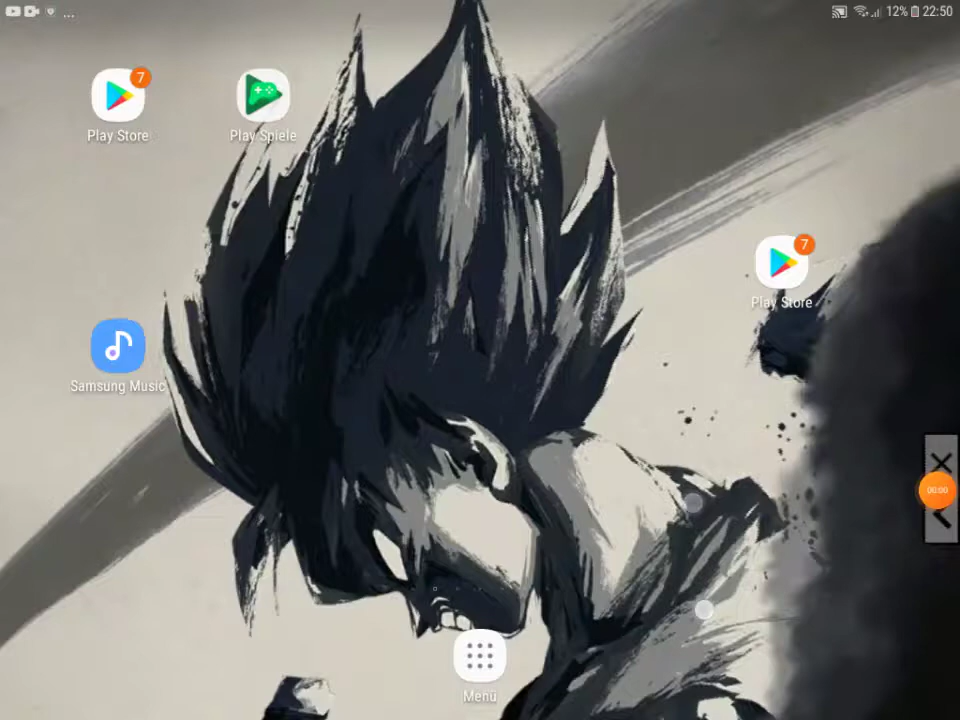 ... 12% 22:50
7
Play Store
Play Spiele
7
Play Store
Samsung Music
00:00
Menü